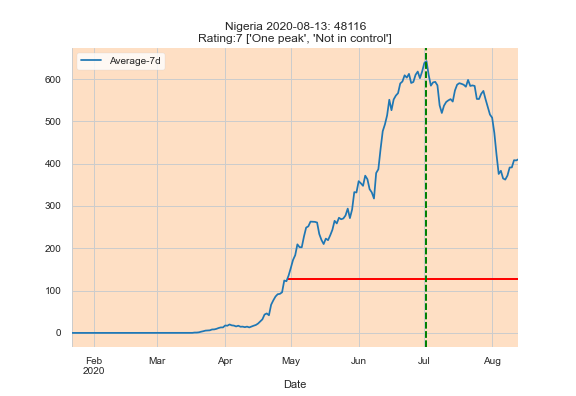 Nigeria 2020-08-13: 48116
Rating:7 ['One peak', 'Not in control']
Average-7d
600
500
400
300
200
100
0
Feb Mar Apr May Jun Jul Aug
2020
Date